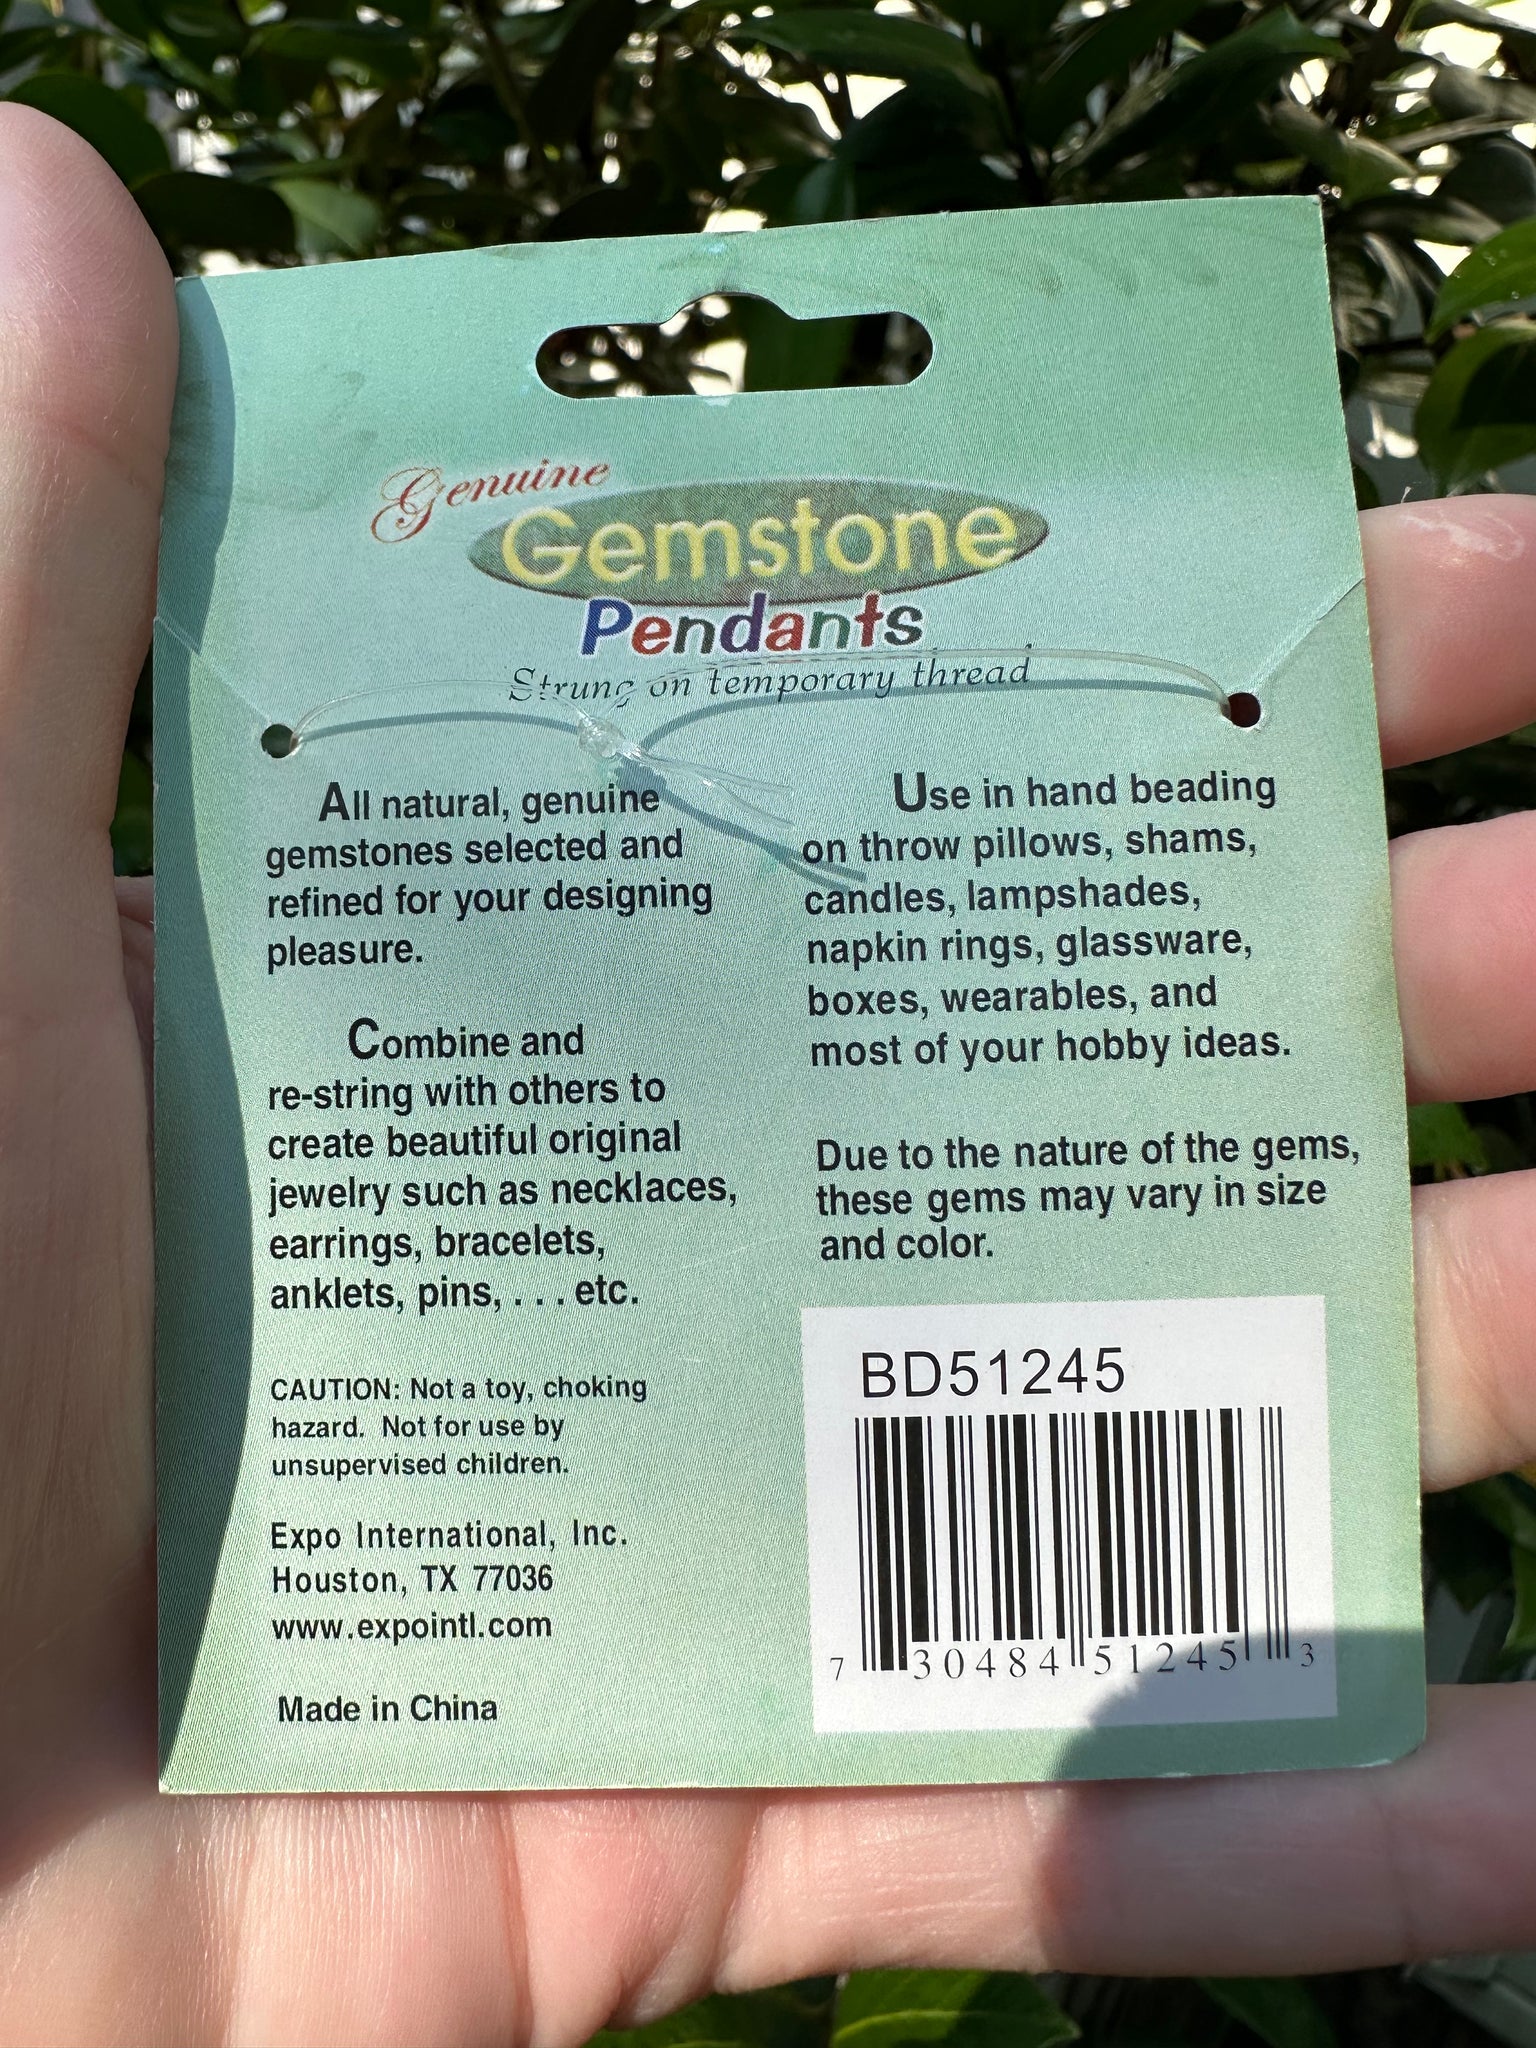 Genuine
Gemstone
Pendants
Strung on temporary thread
All natural, genuine
gemstones selected and
refined for your designing
pleasure.
Combine and
re-string with others to
create beautiful original
jewelry such as necklaces,
earrings, bracelets,
anklets, pins, . . . etc.
CAUTION: Not a toy, choking
hazard. Not for use by
unsupervised children.
Expo International, Inc.
Houston, TX 77036
www.expointl.com
Made in China
Use in hand beading
on throw pillows, shams,
candles, lampshades,
napkin rings, glassware,
boxes, wearables, and
most of your hobby ideas.
Due to the nature of the gems,
these gems may vary in size
and color.
BD51245
7 30484 51245 3